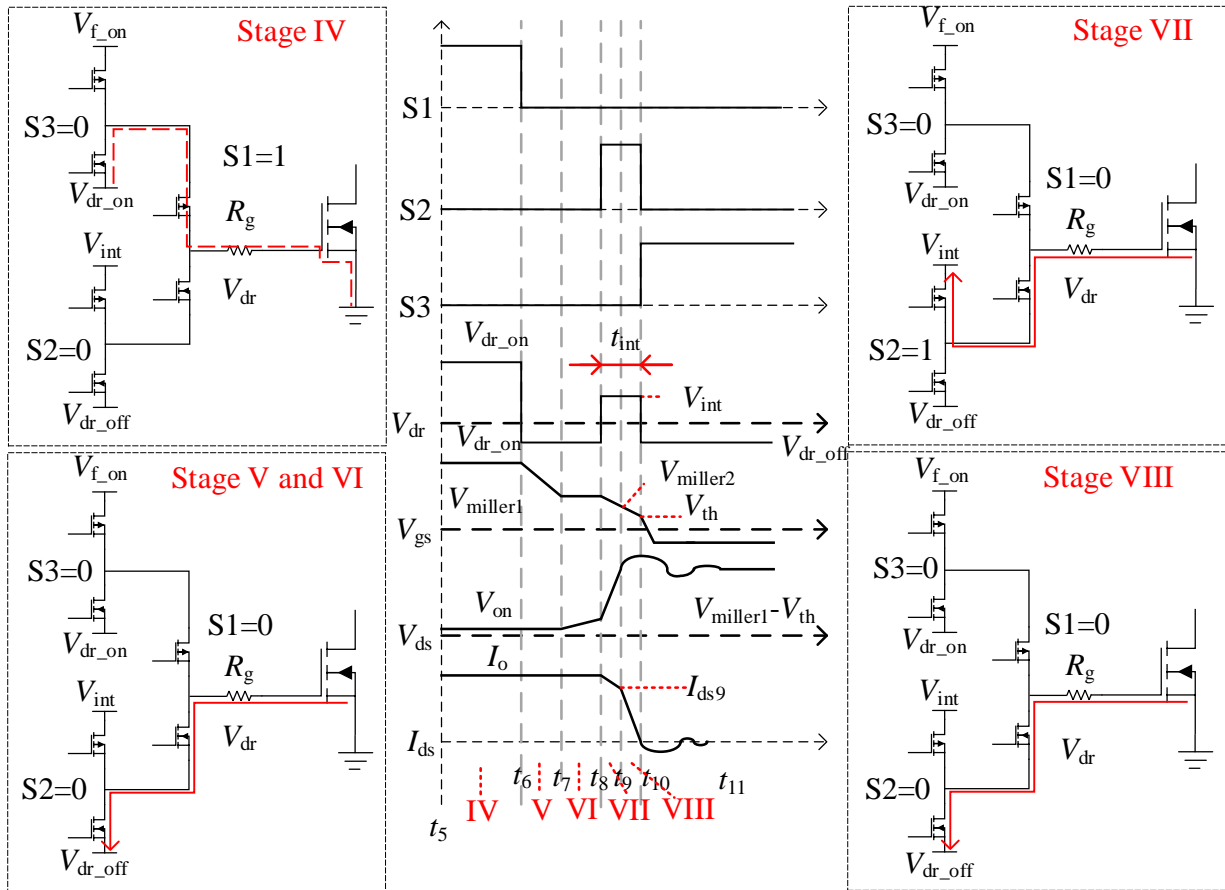 Stage IV
V_f_on
S3=0
S1=1
V_dr_on
R_g
V_int
V_dr
S2=0
V_dr_off
Stage V and VI
V_f_on
S3=0
S1=0
V_dr_on
R_g
V_int
V_dr
S2=0
V_dr_off
S1
S2
S3
V_dr_on
t_int
V_int
V_dr
V_dr_on
V_dr_off
V_miller2
V_miller1
V_th
V_gs
V_on
V_miller1-V_th
V_ds
I_o
I_ds9
I_ds
t_6
t_7
t_8
t_9
t_10
t_11
IV
V
VI
VII
VIII
t_5
Stage VII
V_f_on
S3=0
S1=0
V_dr_on
R_g
V_int
V_dr
S2=1
V_dr_off
Stage VIII
V_f_on
S3=0
S1=0
V_dr_on
R_g
V_int
V_dr
S2=0
V_dr_off